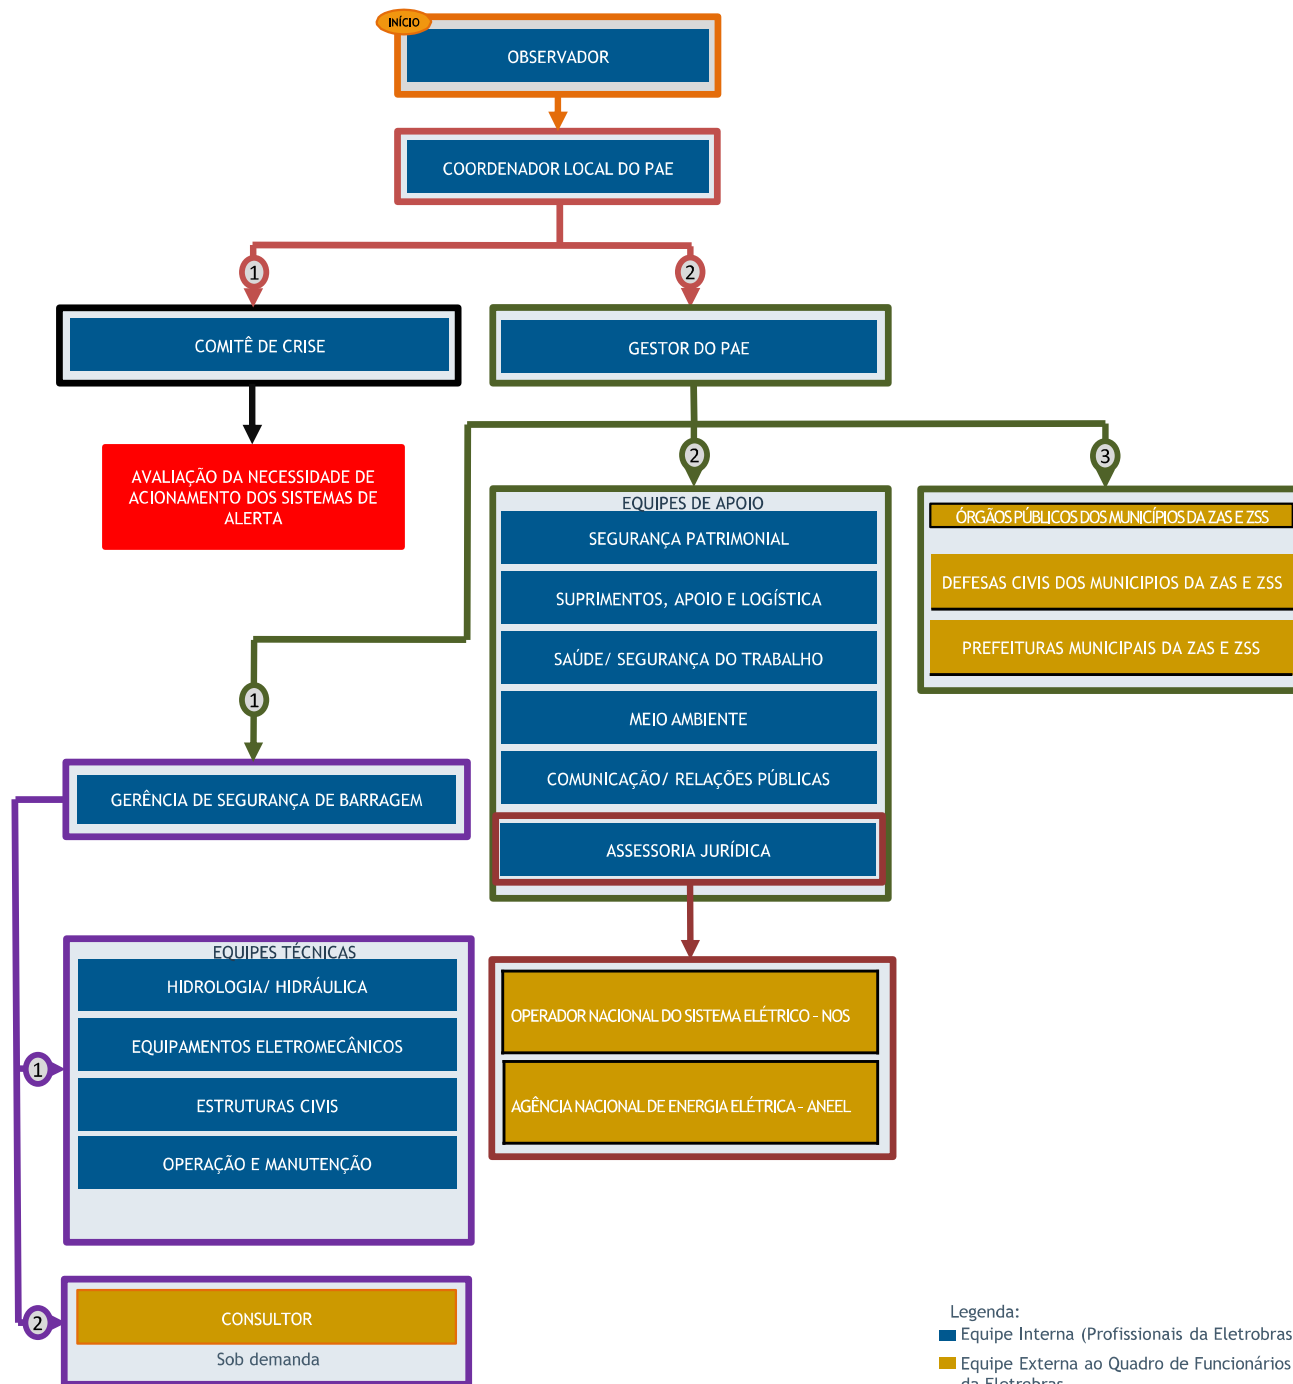 INÍCIO
OBSERVADOR
COORDENADOR LOCAL DO PAE
1
2
COMITÊ DE CRISE
GESTOR DO PAE
AVALIAÇÃO DA NECESSIDADE DE
ACIONAMENTO DOS SISTEMAS DE
ALERTA
2
3
EQUIPES DE APOIO
SEGURANÇA PATRIMONIAL
SUPRIMENTOS, APOIO E LOGÍSTICA
SAÚDE/ SEGURANÇA DO TRABALHO
MEIO AMBIENTE
COMUNICAÇÃO/ RELAÇÕES PÚBLICAS
ASSESSORIA JURÍDICA
ÓRGÃOS PÚBLICOS DOS MUNICÍPIOS DA ZAS E ZSS
DEFESAS CIVIS DOS MUNICIPIOS DA ZAS E ZSS
PREFEITURAS MUNICIPAIS DA ZAS E ZSS
1
GERÊNCIA DE SEGURANÇA DE BARRAGEM
EQUIPES TÉCNICAS
HIDROLOGIA/ HIDRÁULICA
EQUIPAMENTOS ELETROMECÂNICOS
1
ESTRUTURAS CIVIS
OPERAÇÃO E MANUTENÇÃO
OPERADOR NACIONAL DO SISTEMA ELÉTRICO – NOS
AGÊNCIA NACIONAL DE ENERGIA ELÉTRICA – ANEEL
2
CONSULTOR
Sob demanda
Legenda:
Equipe Interna (Profissionais da Eletrobras
Equipe Externa ao Quadro de Funcionários
da Eletrobras